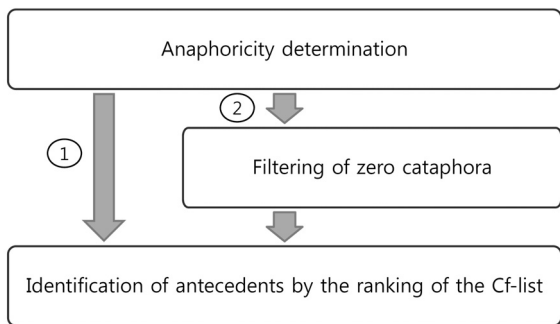 Anaphoricity determination
2
1
Filtering of zero cataphora
Identification of antecedents by the ranking of the Cf-list